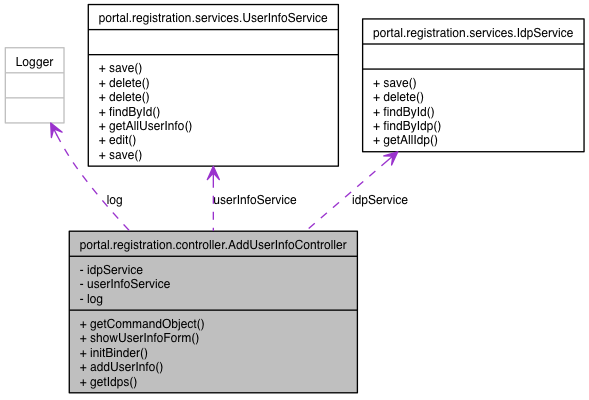 portal.registration.services.UserInfoService
+ save()
+ delete()
+ delete()
+ findById()
+ getAllUserInfo()
+ edit()
+ save()
portal.registration.services.IdpService
+ save()
+ delete()
+ findById()
+ findByIdp()
+ getAllIdp()
Logger
log
userInfoService
idpService
portal.registration.controller.AddUserInfoController
- idpService
- userInfoService
- log
+ getCommandObject()
+ showUserInfoForm()
+ initBinder()
+ addUserInfo()
+ getIdps()